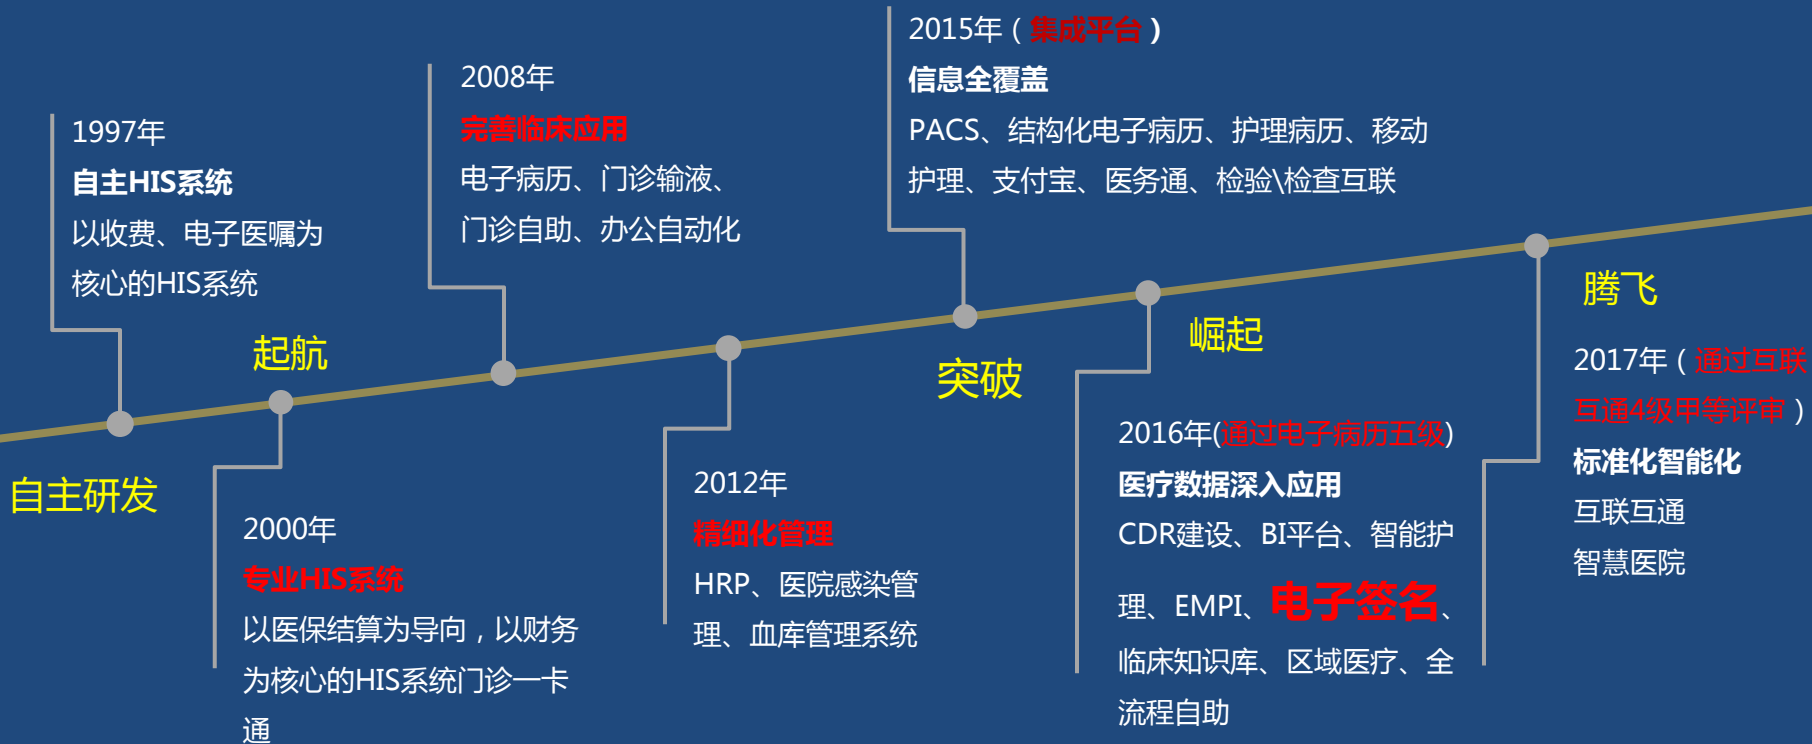 1997年
自主HIS系统
以收费、电子医嘱为
核心的HIS系统
2008年
完善临床应用
电子病历、门诊输液、
门诊自助、办公自动化
2015年（集成平台）
信息全覆盖
PACS、结构化电子病历、护理病历、移动
护理、支付宝、医务通、检验\检查互联
自主研发
起航
突破
崛起
腾飞
2000年
专业HIS系统
以医保结算为导向，以财务
为核心的HIS系统门诊一卡
通
2012年
精细化管理
HRP、医院感染管
理、血库管理系统
2016年(通过电子病历五级)
医疗数据深入应用
CDR建设、BI平台、智能护
理、EMPI、电子签名、
临床知识库、区域医疗、全
流程自助
2017年（通过互联
互通4级甲等评审）
标准化智能化
互联互通
智慧医院